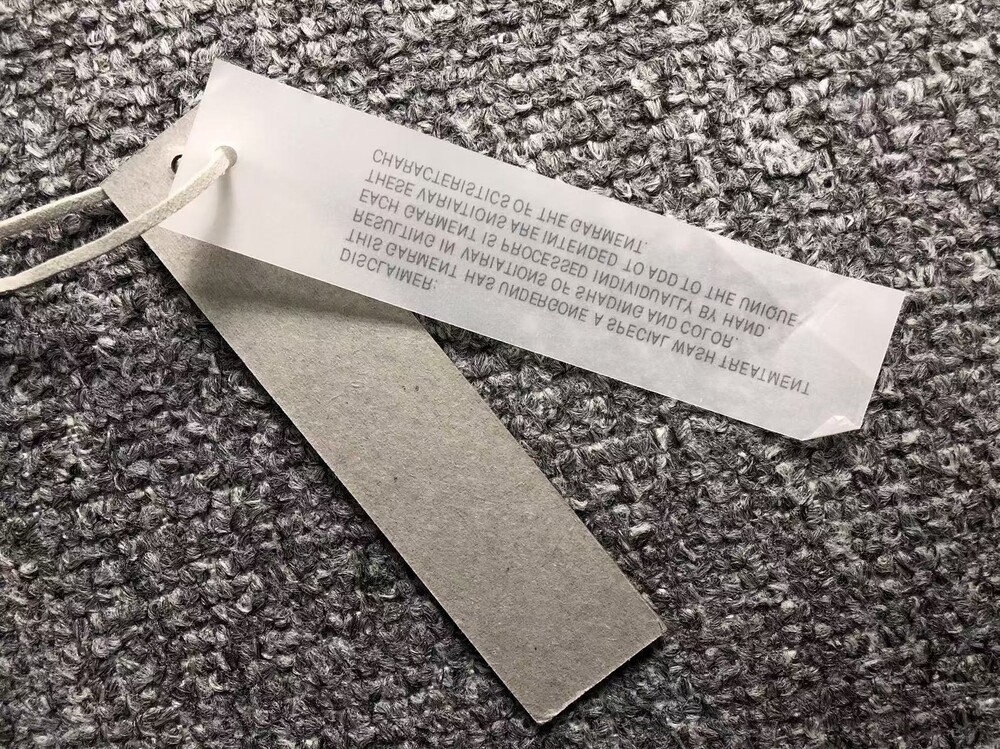 DISCLAIMER:
THIS GARMENT HAS UNDERGONE A SPECIAL WASH TREATMENT
RESULTING IN VARIATIONS OF SHADING AND COLOR.
EACH GARMENT IS PROCESSED INDIVIDUALLY BY HAND.
THESE VARIATIONS ARE INTENDED TO ADD TO THE UNIQUE
CHARACTERISTICS OF THE GARMENT.